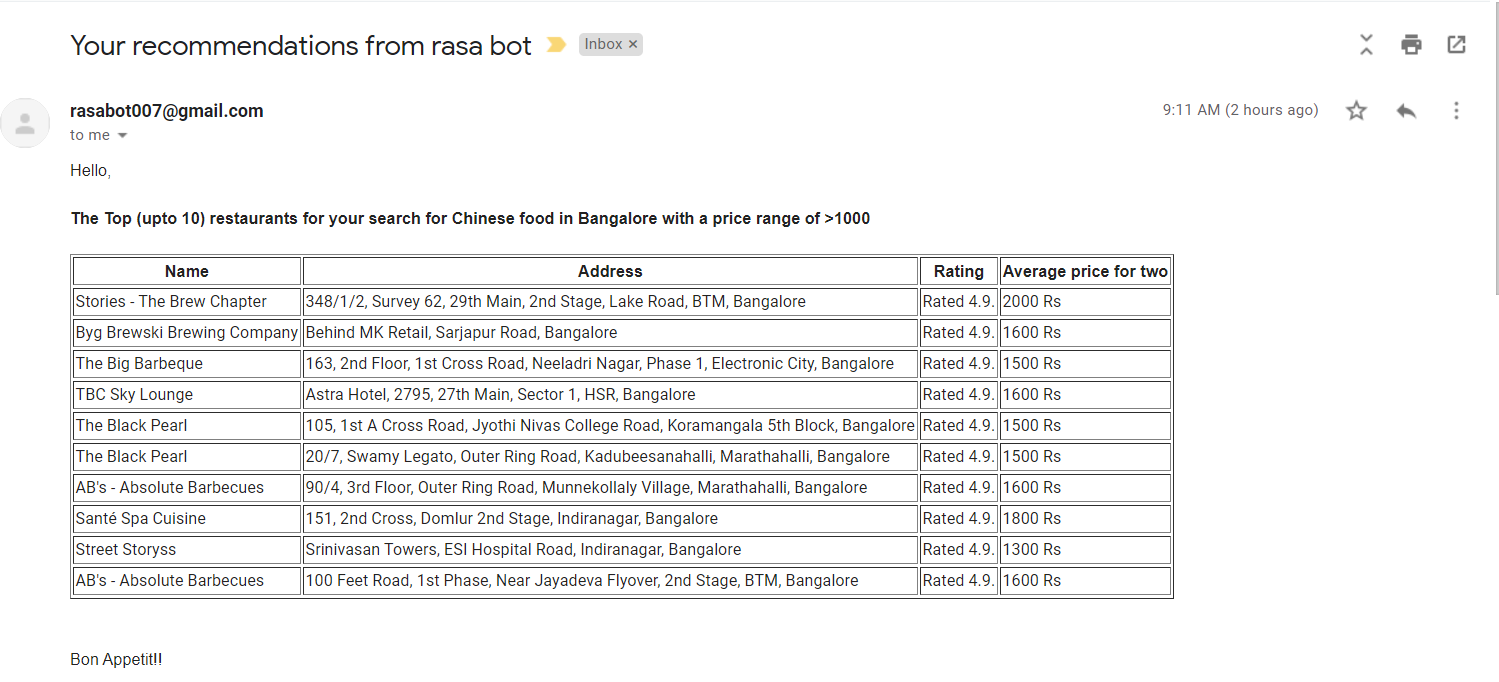 Your recommendations from rasa bot Inbox ×
rasabot007@gmail.com 9:11 AM (2 hours ago)
to me
Hello,
The Top (upto 10) restaurants for your search for Chinese food in Bangalore with a price range of >1000
Name Address Rating Average price for two
Stories - The Brew Chapter 348/1/2, Survey 62, 29th Main, 2nd Stage, Lake Road, BTM, Bangalore Rated 4.9. 2000 Rs
Byg Brewski Brewing Company Behind MK Retail, Sarjapur Road, Bangalore Rated 4.9. 1600 Rs
The Big Barbeque 163, 2nd Floor, 1st Cross Road, Neeladri Nagar, Phase 1, Electronic City, Bangalore Rated 4.9. 1500 Rs
TBC Sky Lounge Astra Hotel, 2795, 27th Main, Sector 1, HSR, Bangalore Rated 4.9. 1600 Rs
The Black Pearl 105, 1st A Cross Road, Jyothi Nivas College Road, Koramangala 5th Block, Bangalore Rated 4.9. 1500 Rs
The Black Pearl 20/7, Swamy Legato, Outer Ring Road, Kadubeesanahalli, Marathahalli, Bangalore Rated 4.9. 1500 Rs
AB's - Absolute Barbecues 90/4, 3rd Floor, Outer Ring Road, Munnekollaly Village, Marathahalli, Bangalore Rated 4.9. 1600 Rs
Santé Spa Cuisine 151, 2nd Cross, Domlur 2nd Stage, Indiranagar, Bangalore Rated 4.9. 1800 Rs
Street Storyss Srinivasan Towers, ESI Hospital Road, Indiranagar, Bangalore Rated 4.9. 1300 Rs
AB's - Absolute Barbecues 100 Feet Road, 1st Phase, Near Jayadeva Flyover, 2nd Stage, BTM, Bangalore Rated 4.9. 1600 Rs
Bon Appetit!!